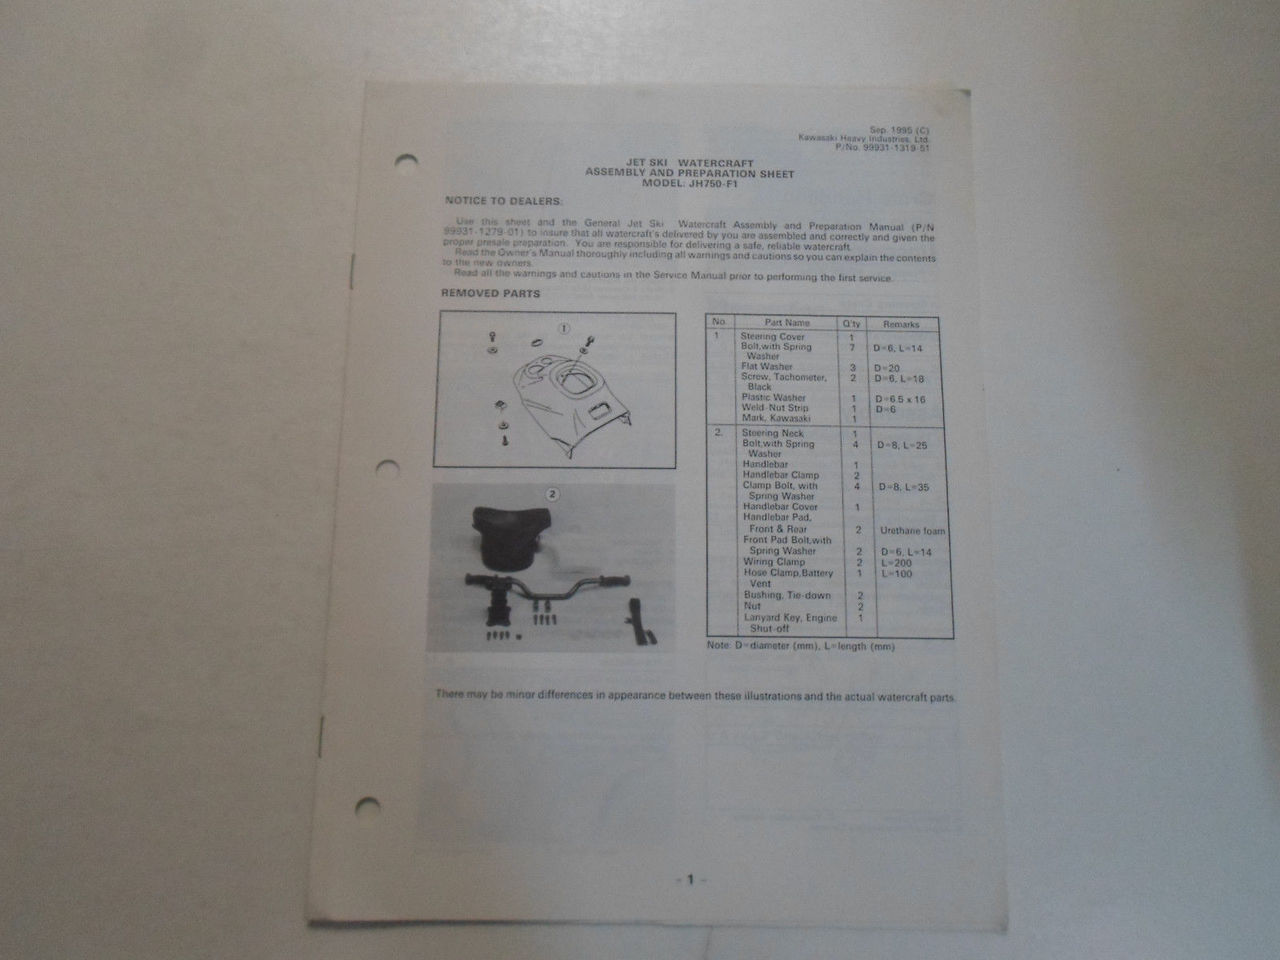 Sep. 1995 (C)
Kawasaki Heavy Industries, Ltd.
P/No. 99931-1319-51
JET SKI WATERCRAFT
ASSEMBLY AND PREPARATION SHEET
MODEL: JH750-F1
NOTICE TO DEALERS:
Use this sheet and the General Jet Ski Watercraft Assembly and Preparation Manual (P/N
99931-1279-01) to insure that all watercraft's delivered by you are assembled and correctly and given the
proper presale preparation. You are responsible for delivering a safe, reliable watercraft.
Read the Owner's Manual thoroughly including all warnings and cautions so you can explain the contents
to the new owners.
Read all the warnings and cautions in the Service Manual prior to performing the first service.
REMOVED PARTS
1
2
No. Part Name Q'ty Remarks
1 Steering Cover 1
Bolt,with Spring 7 D=6, L=14
Washer
Flat Washer 3 D=20
Screw, Tachometer, 2 D=6, L=18
Black
Plastic Washer 1 D=6.5 x 16
Weld-Nut Strip 1 D=6
Mark, Kawasaki 1
2. Steering Neck 1
Bolt,with Spring 4 D=8, L=25
Washer
Handlebar 1
Handlebar Clamp 2
Clamp Bolt, with 4 D=8, L=35
Spring Washer
Handlebar Cover 1
Handlebar Pad,
Front & Rear 2 Urethane foam
Front Pad Bolt,with
Spring Washer 2 D=6, L=14
Wiring Clamp 2 L=200
Hose Clamp,Battery 1 L=100
Vent
Bushing, Tie-down 2
Nut 2
Lanyard Key, Engine 1
Shut-off
Note: D=diameter (mm), L=length (mm)
There may be minor differences in appearance between these illustrations and the actual watercraft parts.
- 1 -